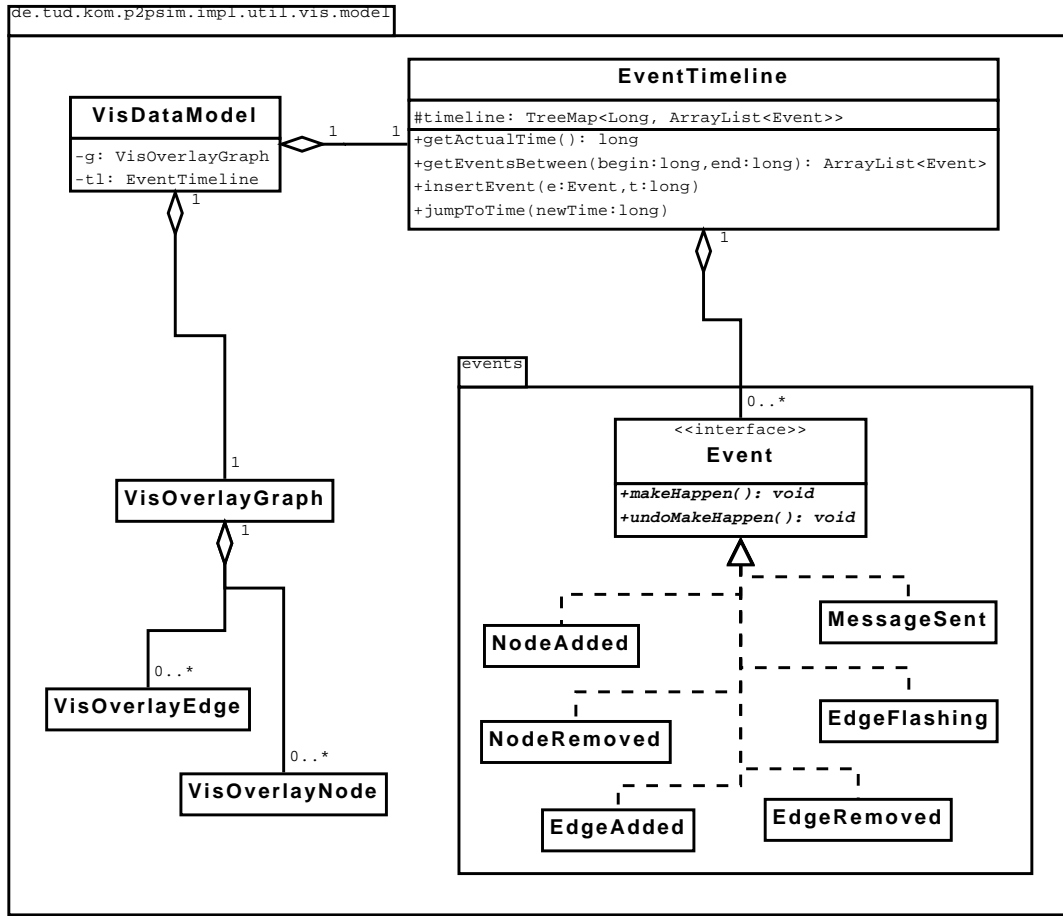 de.tud.kom.p2psim.impl.util.vis.model
EventTimeline
#timeline: TreeMap<Long, ArrayList<Event>>
+getActualTime(): long
+getEventsBetween(begin:long,end:long): ArrayList<Event>
+insertEvent(e:Event,t:long)
+jumpToTime(newTime:long)
VisDataModel
-g: VisOverlayGraph
-tl: EventTimeline
1
1
1
1
events
0..*
<<interface>>
Event
+makeHappen(): void
+undoMakeHappen(): void
1
VisOverlayGraph
1
0..*
VisOverlayEdge
0..*
VisOverlayNode
NodeAdded
MessageSent
NodeRemoved
EdgeFlashing
EdgeAdded
EdgeRemoved